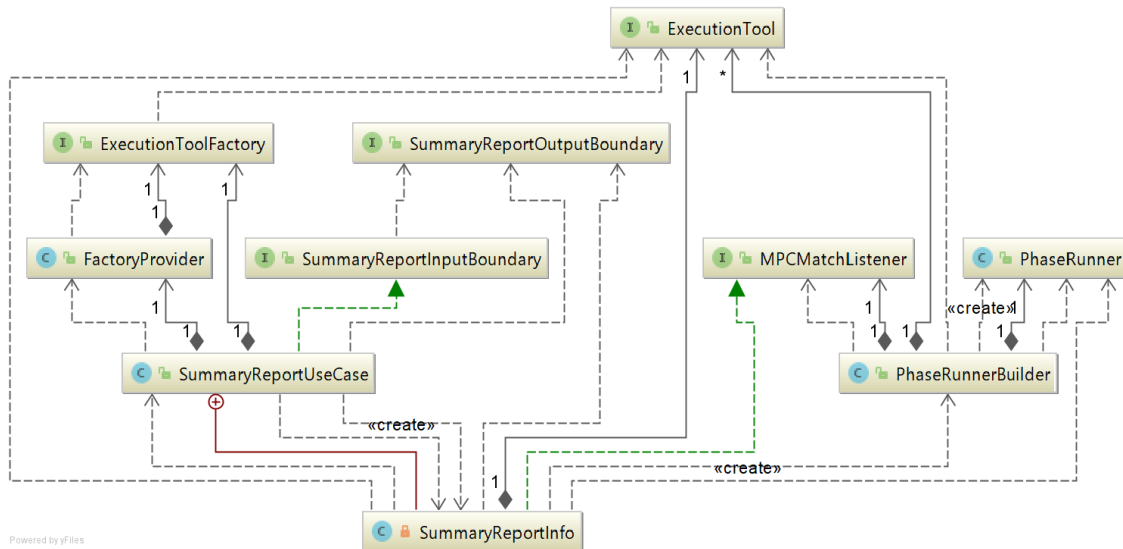 I ExecutionTool
1 *
I ExecutionToolFactory
I SummaryReportOutputBoundary
1 1
1
C FactoryProvider
I SummaryReportInputBoundary
I MPCMatchListener
C PhaseRunner
1 1 «create» 1
1 1 1 1 1
C SummaryReportUseCase
C PhaseRunnerBuilder
«create»
«create»
1
C SummaryReportInfo
Powered by yFiles